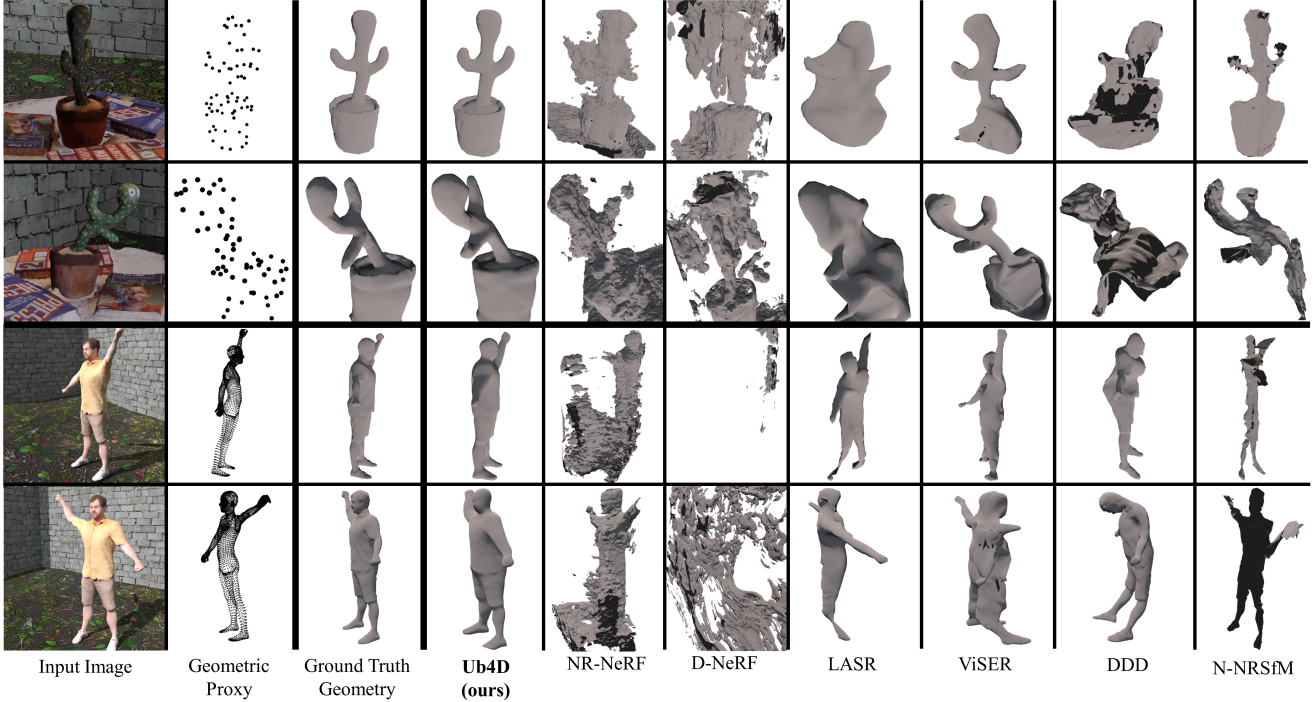 Input Image
Geometric
Proxy
Ground Truth
Geometry
Ub4D
(ours)
NR-NeRF
D-NeRF
LASR
ViSER
DDD
N-NRSfM